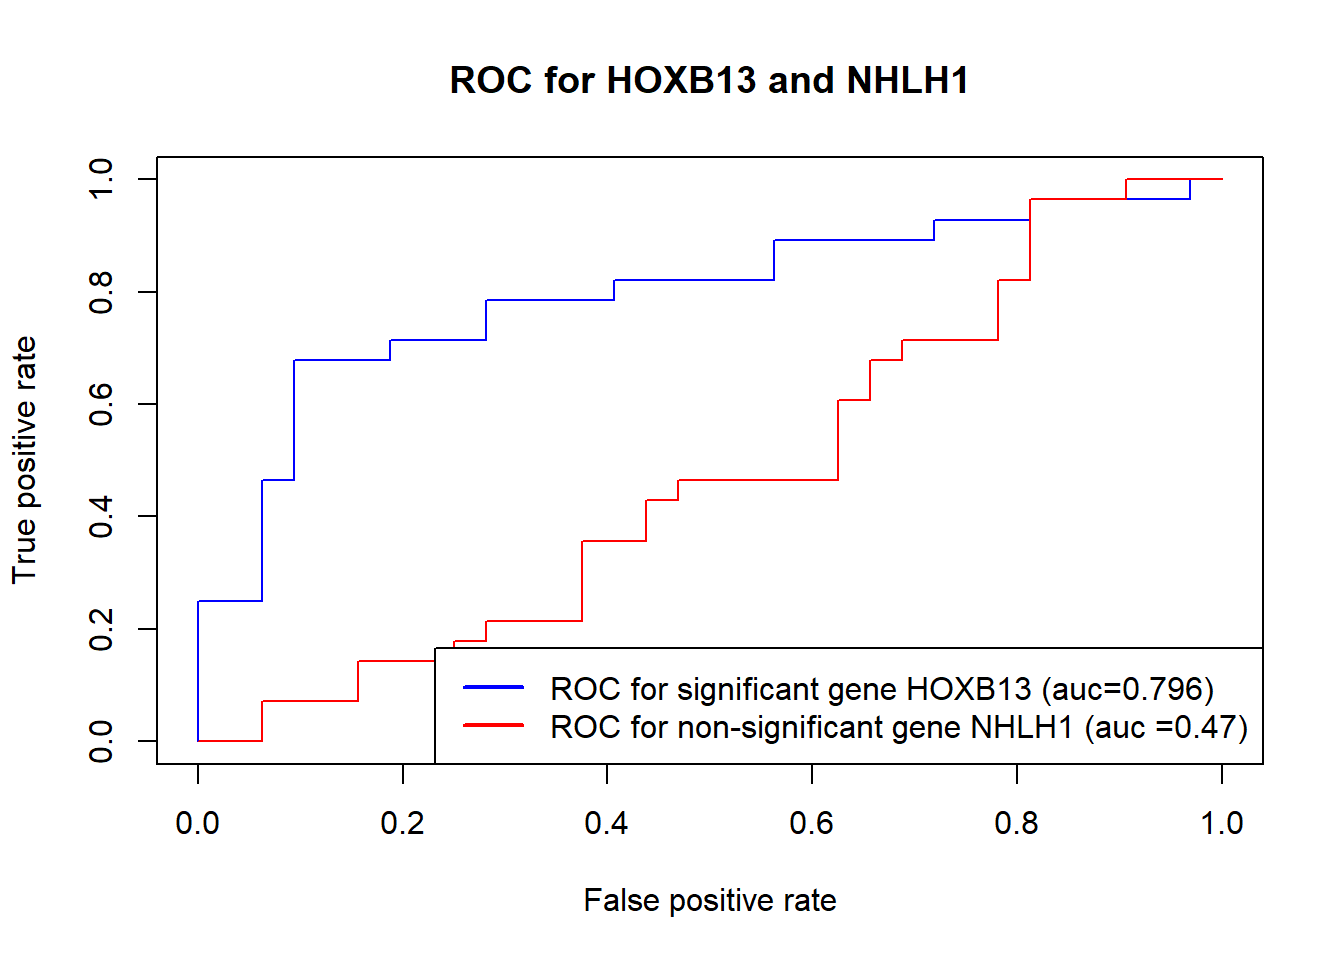 ROC for HOXB13 and NHLH1
True positive rate
1.0
0.8
0.6
0.4
0.2
0.0
ROC for significant gene HOXB13 (auc=0.796)
ROC for non-significant gene NHLH1 (auc =0.47)
0.0 0.2 0.4 0.6 0.8 1.0
False positive rate